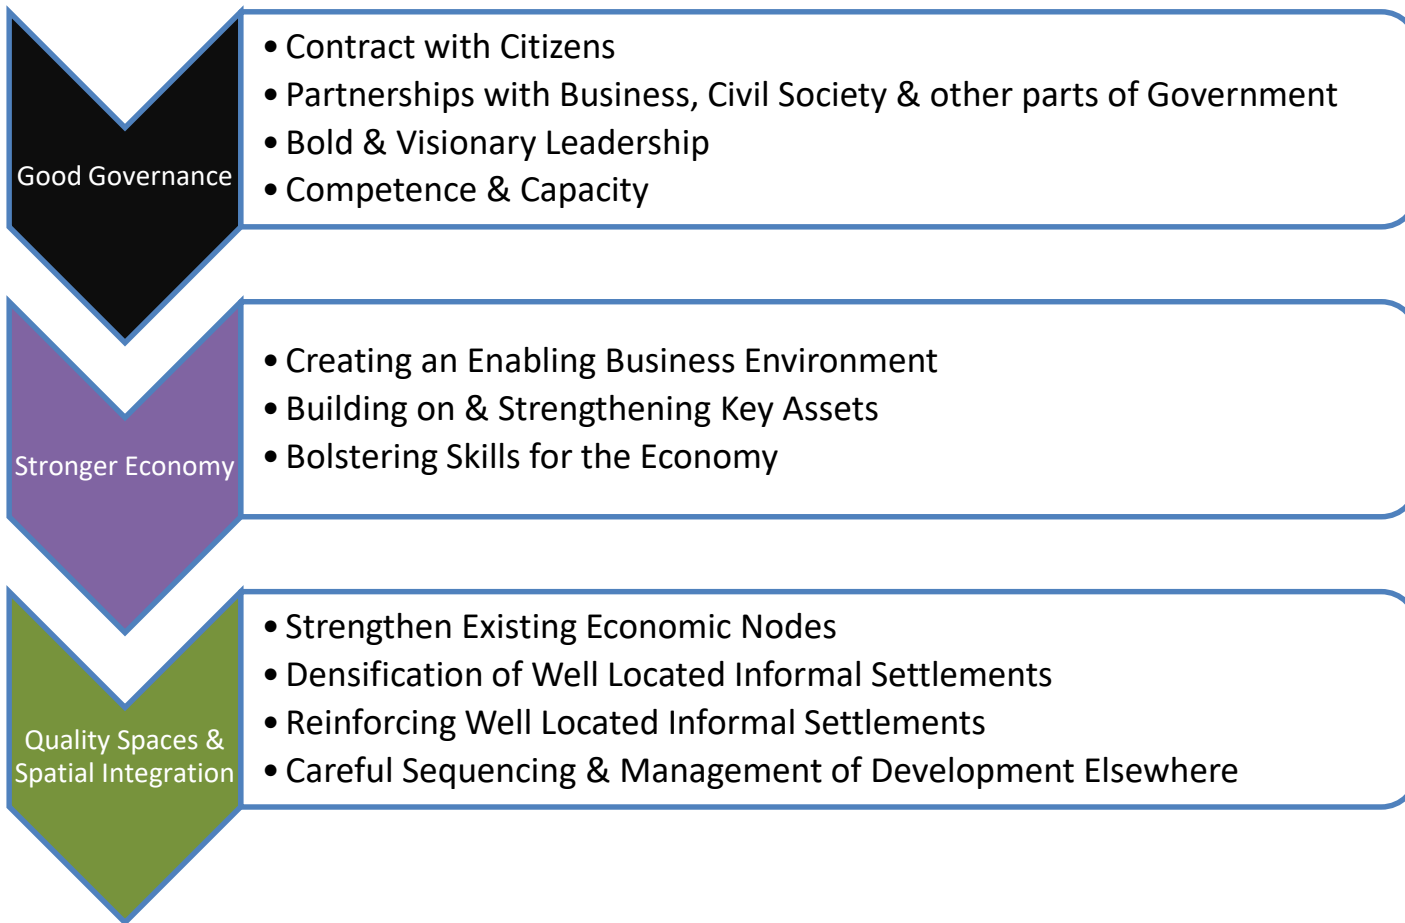 Good Governance
• Contract with Citizens
• Partnerships with Business, Civil Society & other parts of Government
• Bold & Visionary Leadership
• Competence & Capacity
Stronger Economy
• Creating an Enabling Business Environment
• Building on & Strengthening Key Assets
• Bolstering Skills for the Economy
Quality Spaces &
Spatial Integration
• Strengthen Existing Economic Nodes
• Densification of Well Located Informal Settlements
• Reinforcing Well Located Informal Settlements
• Careful Sequencing & Management of Development Elsewhere